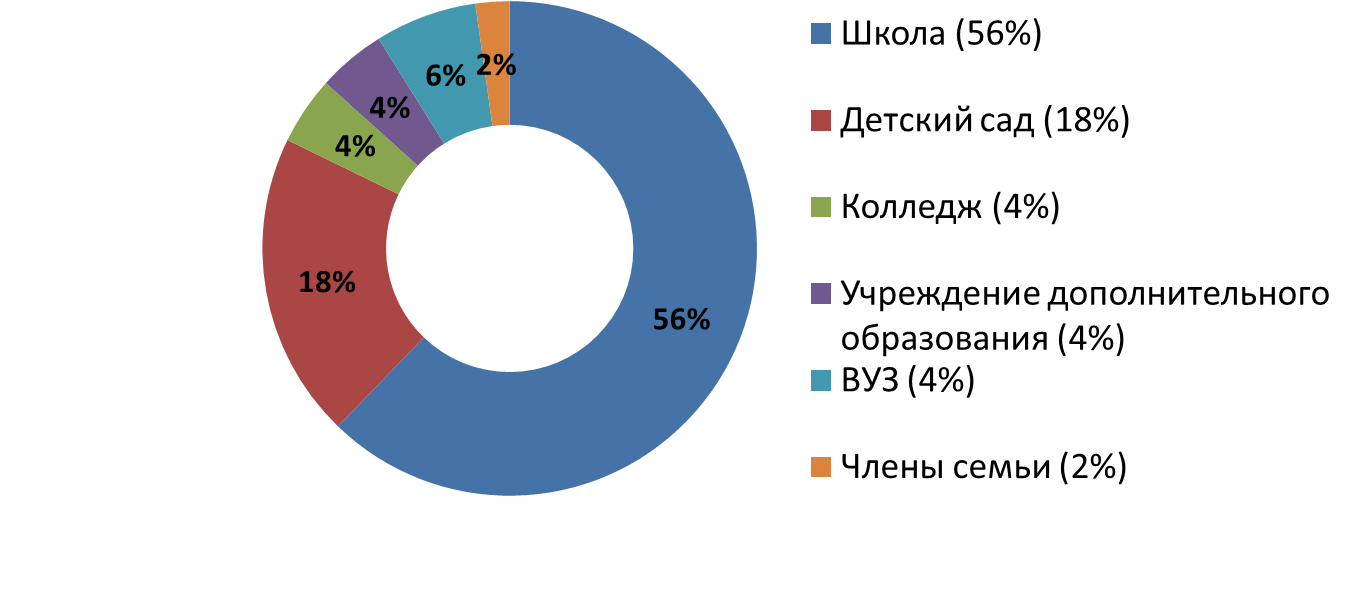 2%
6%
4%
4%
18%
56%
Школа (56%)
Детский сад (18%)
Колледж (4%)
Учреждение дополнительного
образования (4%)
ВУЗ (4%)
Члены семьи (2%)